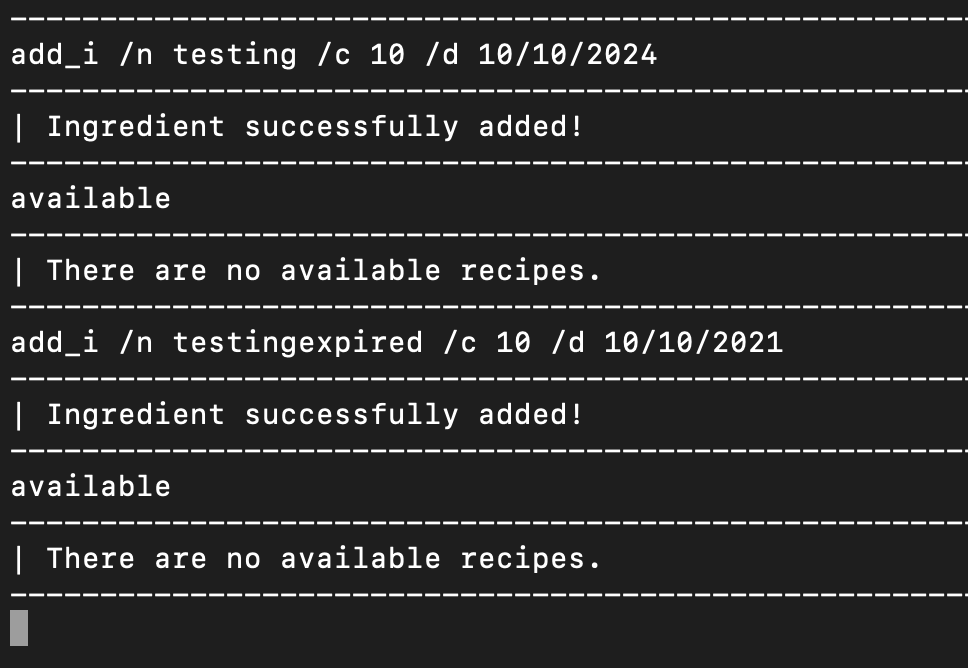 add_i /n testing /c 10 /d 10/10/2024
| Ingredient successfully added!
available
| There are no available recipes.
add_i /n testingexpired /c 10 /d 10/10/2021
| Ingredient successfully added!
available
| There are no available recipes.